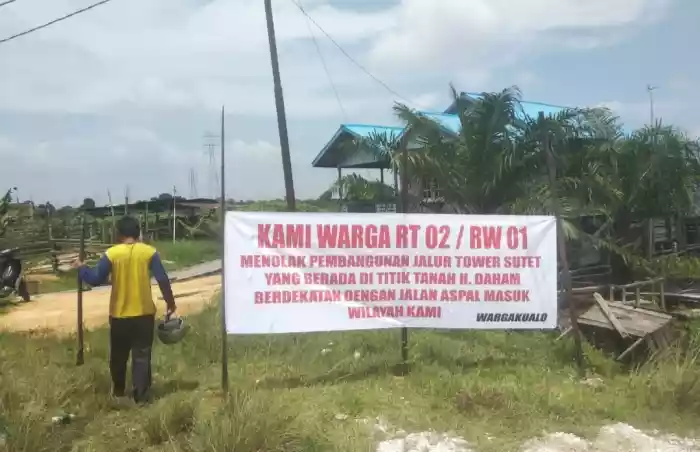 KAMI WARGA RT 02 / RW 01
MENOLAK PEMBANGUNAN JALUR TOWER SUTET
YANG BERADA DI TITIK TANAH H. DAHAM
BERDEKATAN DENGAN JALAN ASPAL MASUK
WILAYAH KAMI
WARGAKUALO